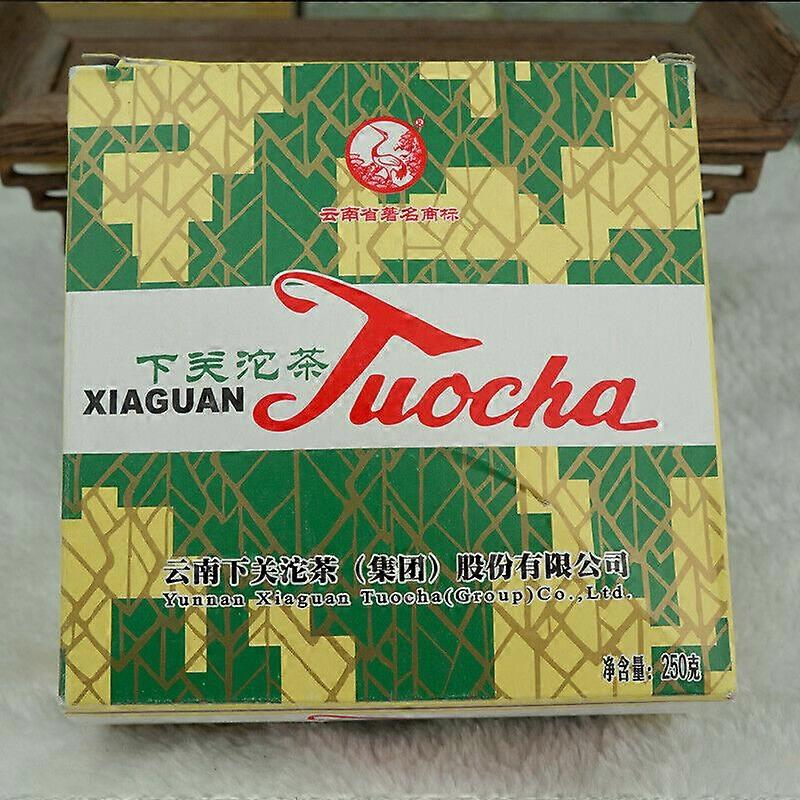 云南省著名商标
下关沱茶
XIAGUAN Tuocha
云南下关沱茶（集团）股份有限公司
Yunnan Xiaguan Tuocha(Group)Co.,Ltd.
净含量：250克